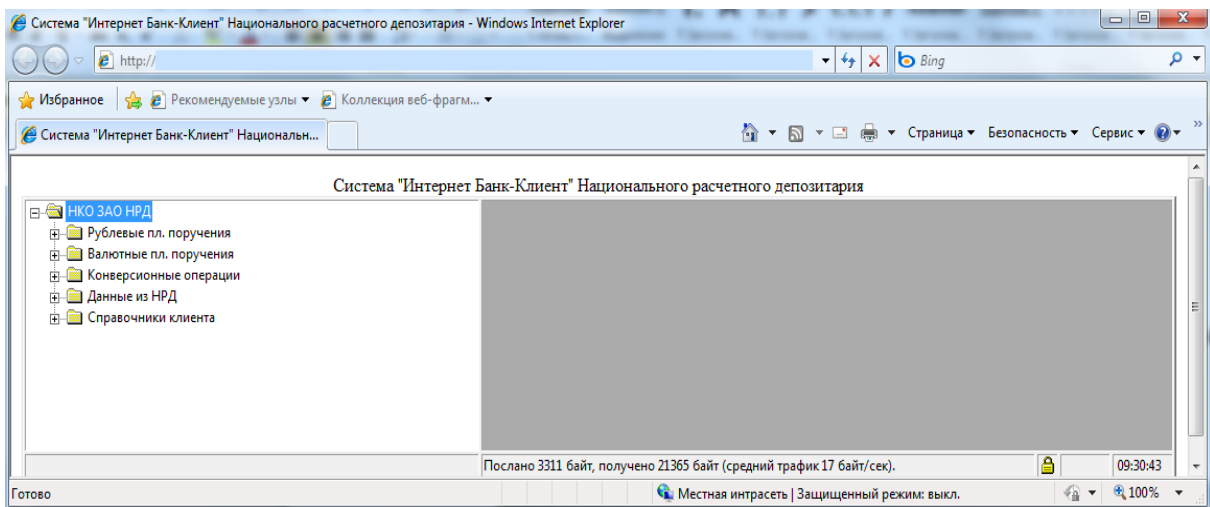 Система "Интернет Банк-Клиент" Национального расчетного депозитария - Windows Internet Explorer
http://
Bing
Избранное Рекомендуемые узлы Коллекция веб-фрагм...
Система "Интернет Банк-Клиент" Национальн...
Страница Безопасность Сервис
Система "Интернет Банк-Клиент" Национального расчетного депозитария
НКО ЗАО НРД
Рублевые пл. поручения
Валютные пл. поручения
Конверсионные операции
Данные из НРД
Справочники клиента
Послано 3311 байт, получено 21365 байт (средний трафик 17 байт/сек).
09:30:43
Готово
Местная интрасеть | Защищенный режим: выкл.
100%